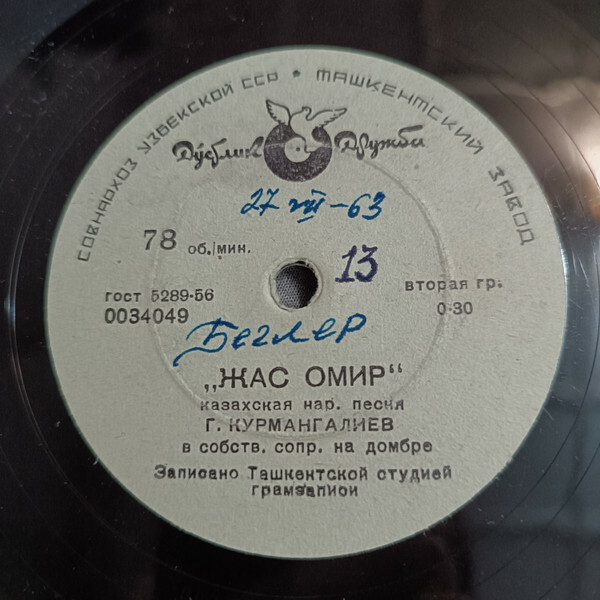 СОВНАРХОЗ УЗБЕКСКОЙ ССР • ТАШКЕНТСКИЙ ЗАВОД
Дўстлик Дружба
27 VIII-63
78 об./мин.
13
гост 5289-56
0034049
вторая гр.
0-30
Беглер
„ЖАС ОМИР“
казахская нар. песня
Г. КУРМАНГАЛИЕВ
в собств. сопр. на домбре
Записано Ташкентской студией
грамзаписи